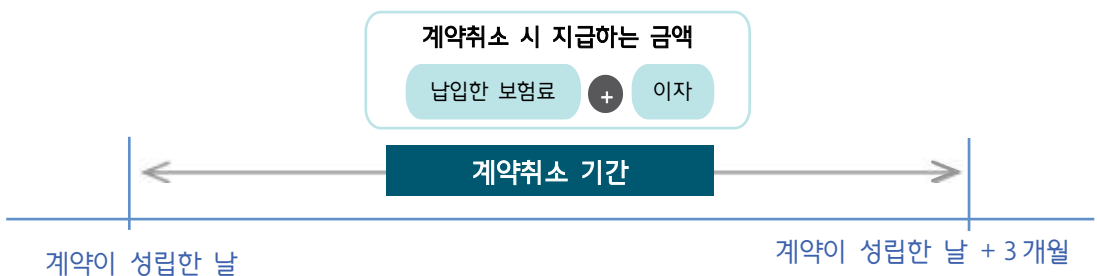 계약취소 시 지급하는 금액
납입한 보험료 + 이자
계약취소 기간
계약이 성립한 날
계약이 성립한 날 + 3개월